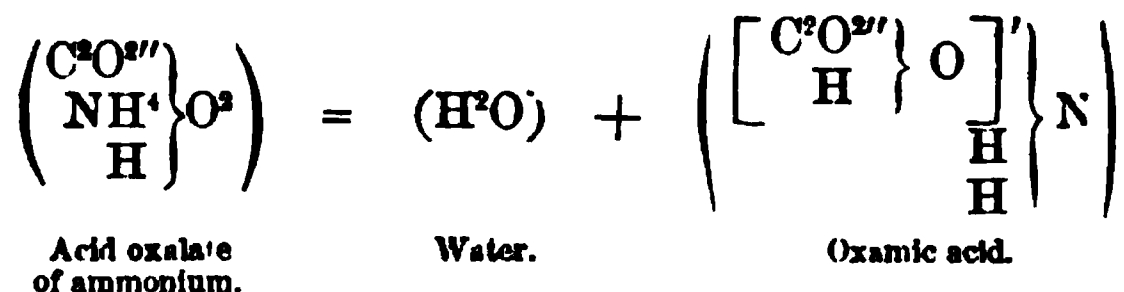 C²O²″
NH⁴ } O² = (H²O) + ( [ C²O²″ H } O ]′ H H } N )
H
Acid oxalate of ammonium.
Water.
Oxamic acid.